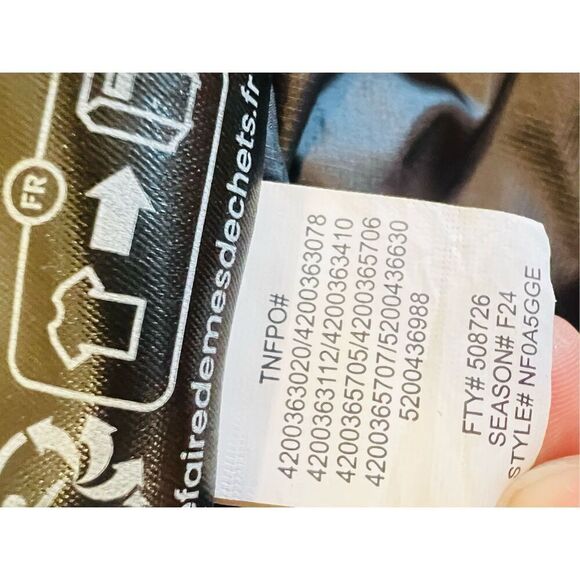 FR
efairedemesdechets.fr
TNFPO#
4200363020/4200363078
4200363112/4200363410
4200365705/4200365706
4200365707/5200436630
5200436988
FTY# 508726
SEASON# F24
STYLE# NF0A5GGE